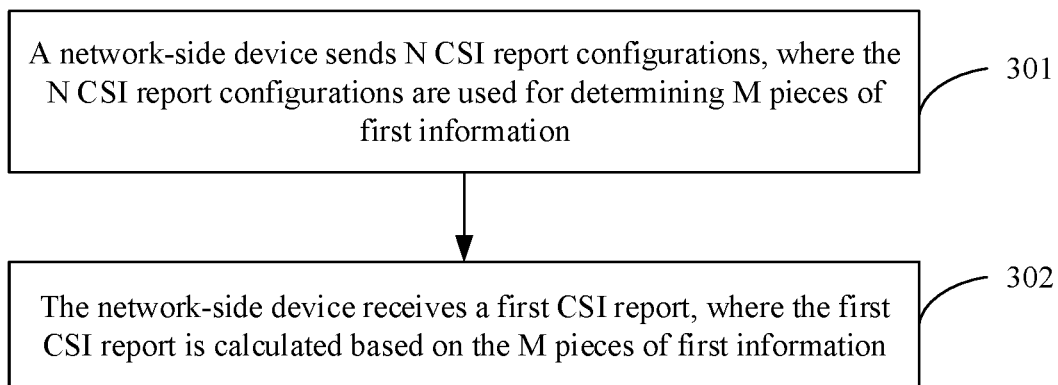 A network-side device sends N CSI report configurations, where the
N CSI report configurations are used for determining M pieces of
first information
301
The network-side device receives a first CSI report, where the first
CSI report is calculated based on the M pieces of first information
302